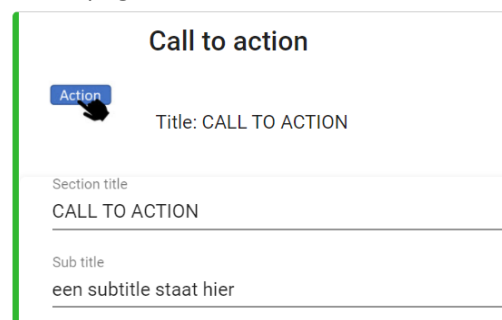 Call to action
Action
Title: CALL TO ACTION
Section title
CALL TO ACTION
Sub title
een subtitle staat hier